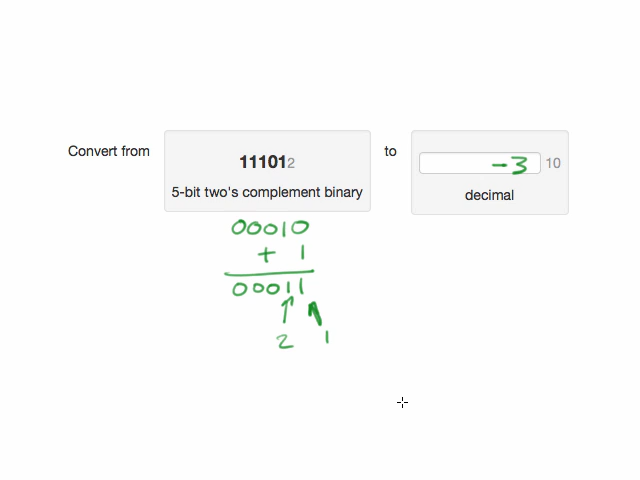 Convert from 111012 to -3 10
5-bit two's complement binary decimal
00010
+ 1
00011
2 1